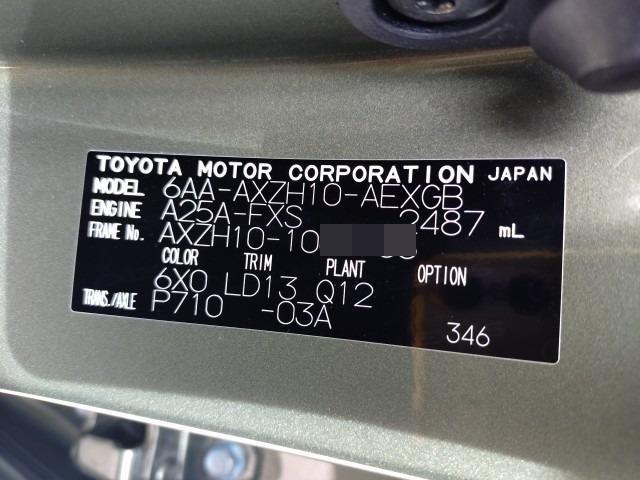 TOYOTA MOTOR CORPORATION JAPAN
MODEL 6AA-AXZH10-AEXGB
ENGINE A25A-FXS 2487 mL
FRAME No. AXZH10-10
COLOR TRIM PLANT OPTION
6X0 LD13 Q12
TRANS./AXLE P710 -03A
346